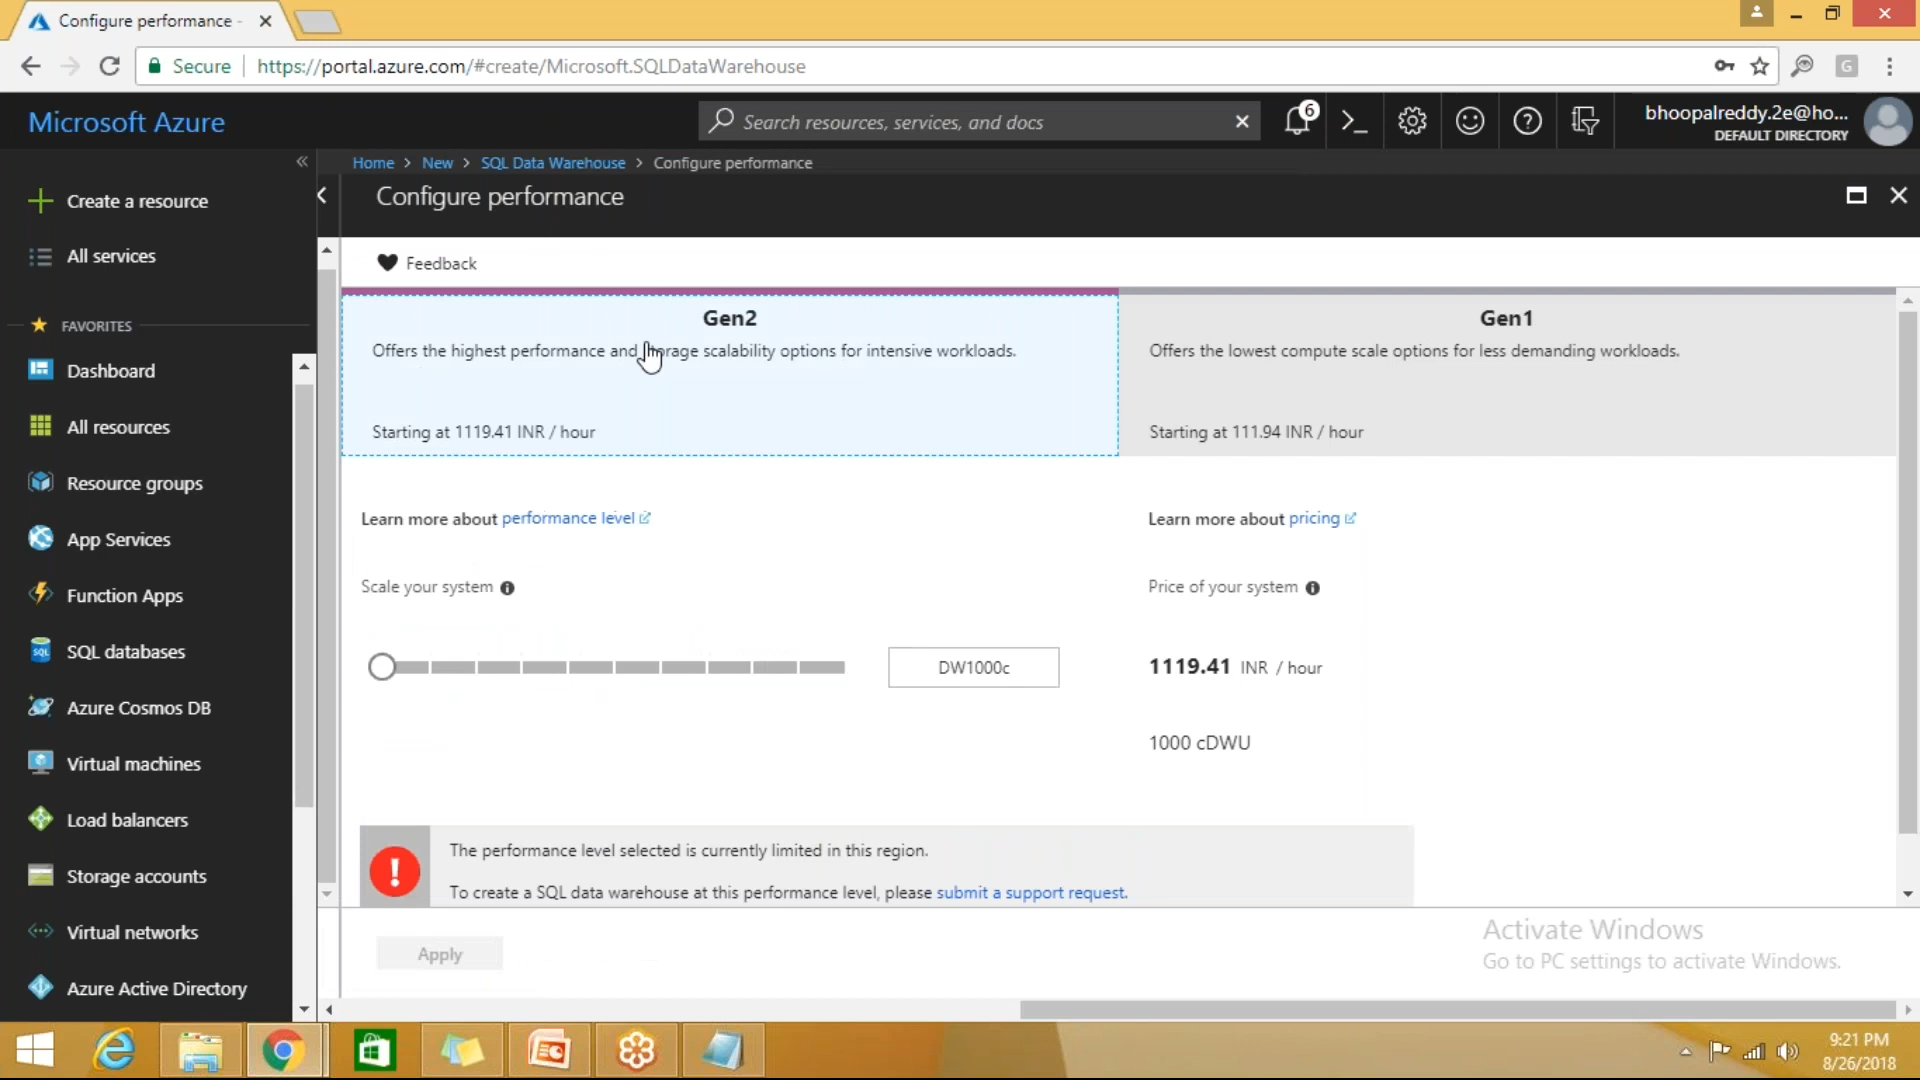 Configure performance -
Secure
https://portal.azure.com/#create/Microsoft.SQLDataWarehouse
G
Microsoft Azure
Search resources, services, and docs
6
bhoopalreddy.2e@ho...
DEFAULT DIRECTORY
Home > New > SQL Data Warehouse > Configure performance
Configure performance
Create a resource
All services
FAVORITES
Dashboard
All resources
Resource groups
App Services
Function Apps
SQL
SQL databases
Azure Cosmos DB
Virtual machines
Load balancers
Storage accounts
Virtual networks
Azure Active Directory
Feedback
Gen2
Offers the highest performance and storage scalability options for intensive workloads.
Starting at 1119.41 INR / hour
Gen1
Offers the lowest compute scale options for less demanding workloads.
Starting at 111.94 INR / hour
Learn more about performance level
Learn more about pricing
Scale your system
Price of your system
DW1000c
1119.41 INR / hour
1000 cDWU
The performance level selected is currently limited in this region.
To create a SQL data warehouse at this performance level, please submit a support request.
Apply
Activate Windows
Go to PC settings to activate Windows.
9:21 PM
8/26/2018